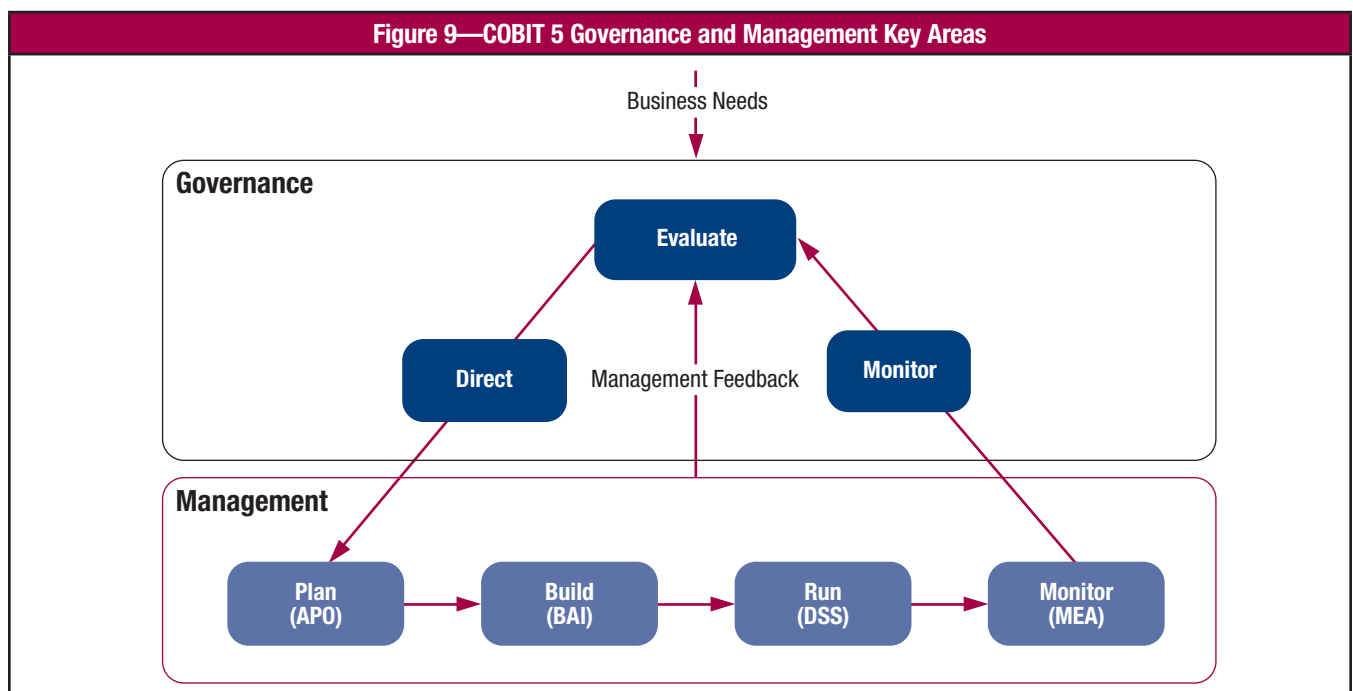 Figure 9—COBIT 5 Governance and Management Key Areas
Business Needs
Governance
Evaluate
Direct
Management Feedback
Monitor
Management
Plan
(APO)
Build
(BAI)
Run
(DSS)
Monitor
(MEA)